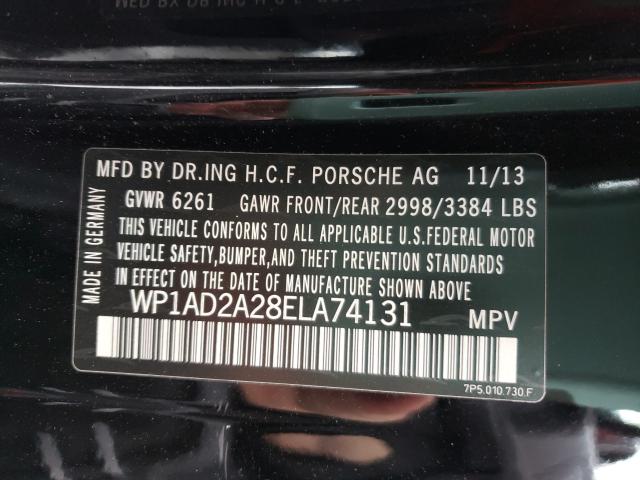 MFD BY DR.ING H.C.F. PORSCHE AG 11/13
GVWR 6261 GAWR FRONT/REAR 2998/3384 LBS
THIS VEHICLE CONFORMS TO ALL APPLICABLE U.S.FEDERAL MOTOR
VEHICLE SAFETY,BUMPER,AND THEFT PREVENTION STANDARDS
IN EFFECT ON DATE OF MANUFACTURE SHOWN ABOVE.
WP1AD2A28ELA74131 MPV
7P5.010.730.F
MADE IN GERMANY